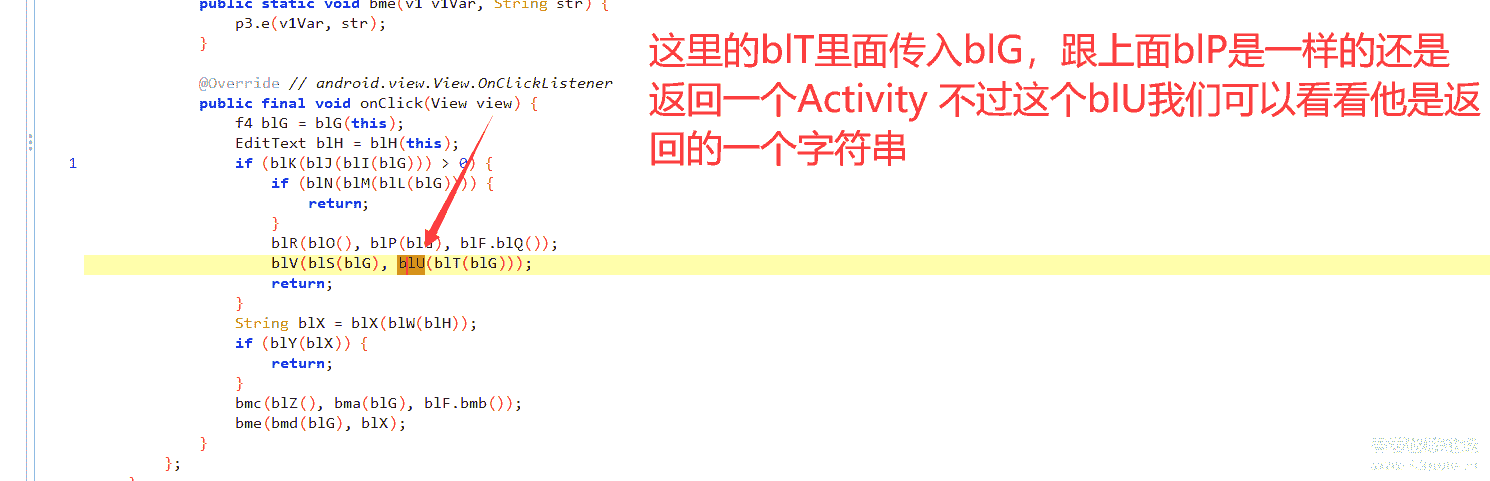 public static void bme(v1 v1Var, String str) {
p3.e(v1Var, str);
}
@Override // android.view.View.OnClickListener
public final void onClick(View view) {
f4 blG = blG(this);
EditText blH = blH(this);
1 if (blK(blJ(blI(blG))) > 0) {
if (blN(blM(blL(blG)))) {
return;
}
blR(blO(), blP(blG), blF.blQ());
blV(blS(blG), blU(blT(blG)));
return;
}
String blX = blX(blW(blH));
if (blY(blX)) {
return;
}
bmc(blZ(), bma(blG), blF.bmb());
bme(bmd(blG), blX);
}
};
这里的blT里面传入blG，跟上面blP是一样的还是
返回一个Activity 不过这个blU我们可以看看他是返
回的一个字符串